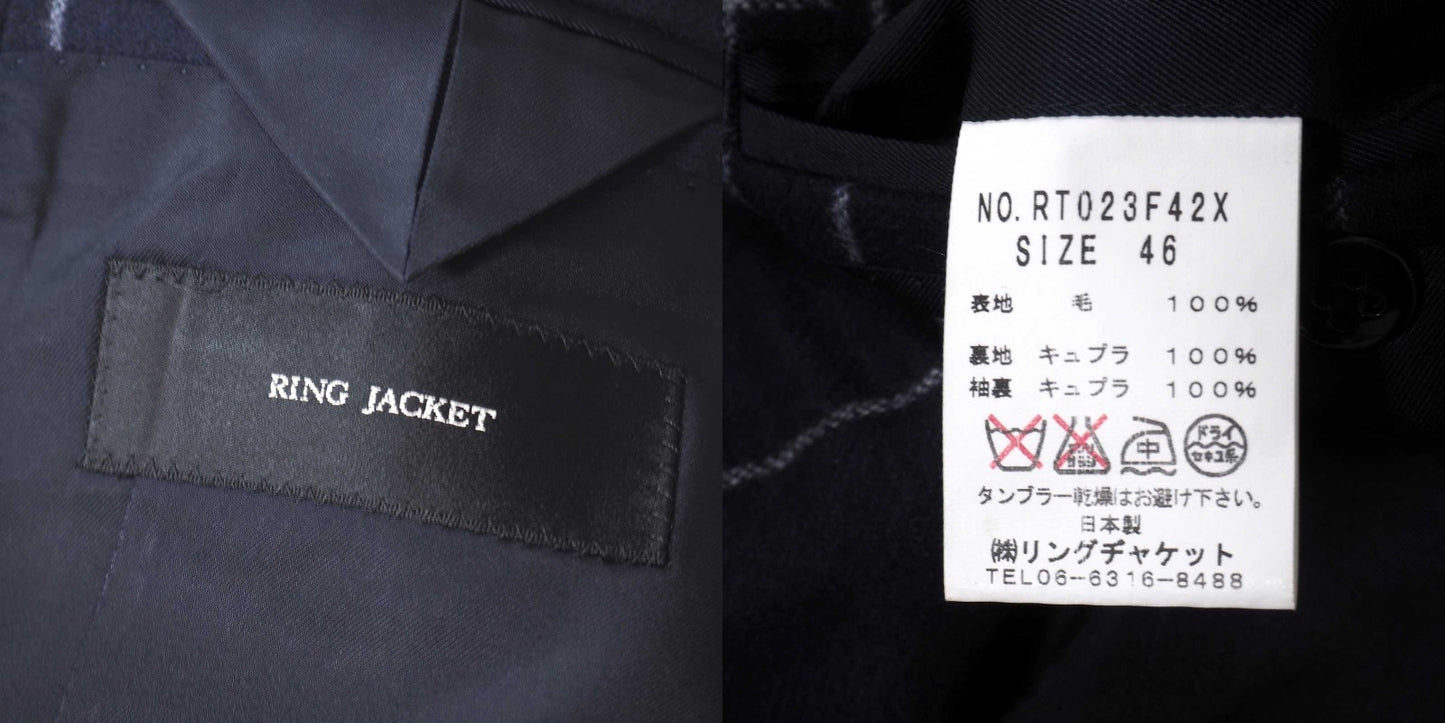 RING JACKET
NO. RT023F42X
SIZE 46
表地 毛 100%
裏地 キュプラ 100%
袖裏 キュプラ 100%
中
ドライ
セキユ系
タンブラー乾燥はお避け下さい。
日本製
㈱リングヂャケット
TEL06-6316-8488